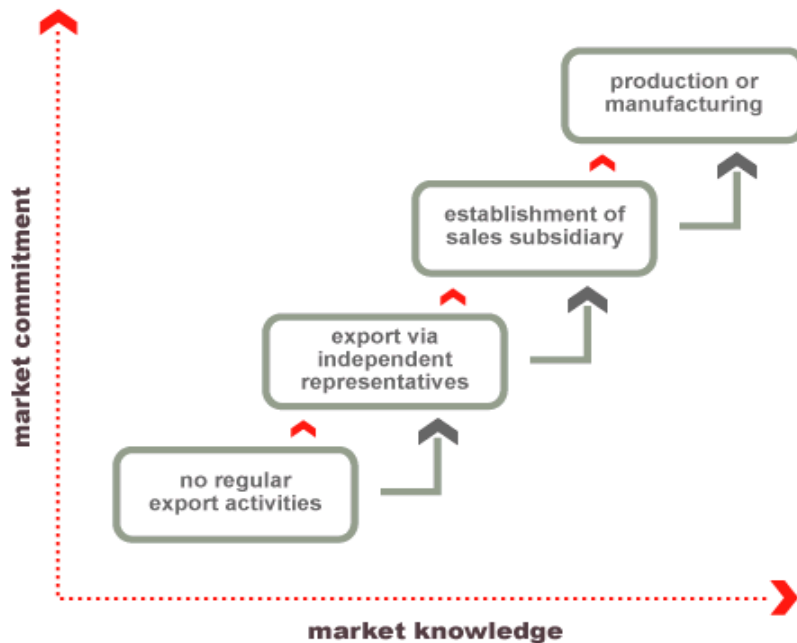 production or
manufacturing
establishment of
sales subsidiary
export via
independent
representatives
no regular
export activities
market commitment
market knowledge